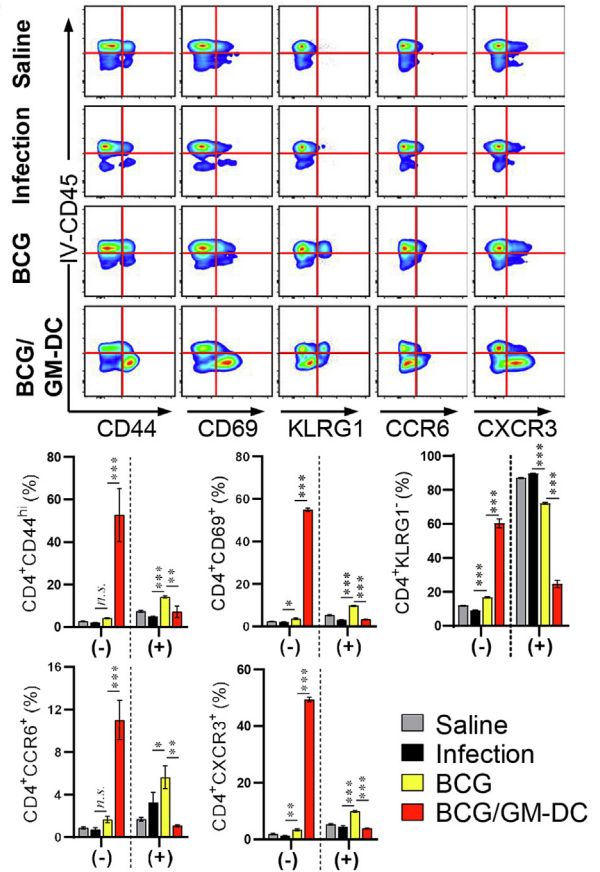 Saline
Infection
BCG
BCG/
GM-DC
IV-CD45
CD44 CD69 KLRG1 CCR6 CXCR3
CD4⁺CD44ʰⁱ (%)
80
60
40
20
0
n.s. *** *** **
(-) (+)
CD4⁺CD69⁺ (%)
80
60
40
20
0
* *** *** ***
(-) (+)
CD4⁺KLRG1⁻ (%)
100
80
60
40
20
0
*** *** *** ***
(-) (+)
CD4⁺CCR6⁺ (%)
16
12
8
4
0
n.s. *** * **
(-) (+)
CD4⁺CXCR3⁺ (%)
60
40
20
0
** *** *** ***
(-) (+)
Saline
Infection
BCG
BCG/GM-DC